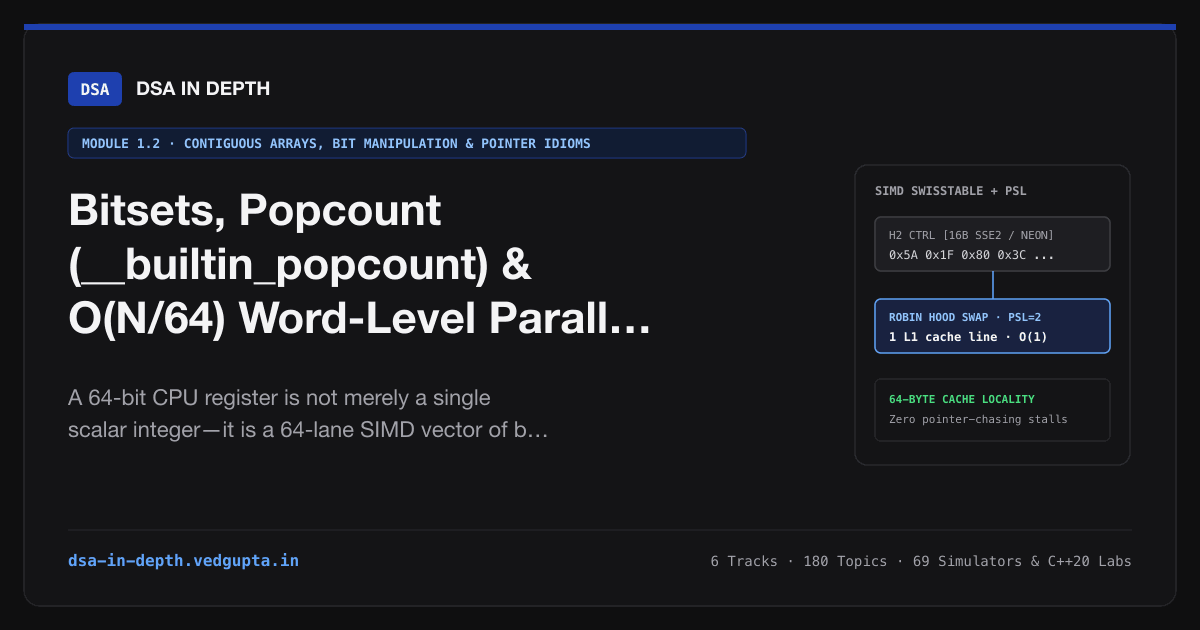 DSA
DSA IN DEPTH
MODULE 1.2 · CONTIGUOUS ARRAYS, BIT MANIPULATION & POINTER IDIOMS
Bitsets, Popcount
(__builtin_popcount) &
O(N/64) Word-Level Parall…
A 64-bit CPU register is not merely a single
scalar integer—it is a 64-lane SIMD vector of b…
SIMD SWISSTABLE + PSL
H2 CTRL [16B SSE2 / NEON]
0x5A 0x1F 0x80 0x3C ...
ROBIN HOOD SWAP · PSL=2
1 L1 cache line · O(1)
64-BYTE CACHE LOCALITY
Zero pointer-chasing stalls
dsa-in-depth.vedgupta.in
6 Tracks · 180 Topics · 69 Simulators & C++20 Labs